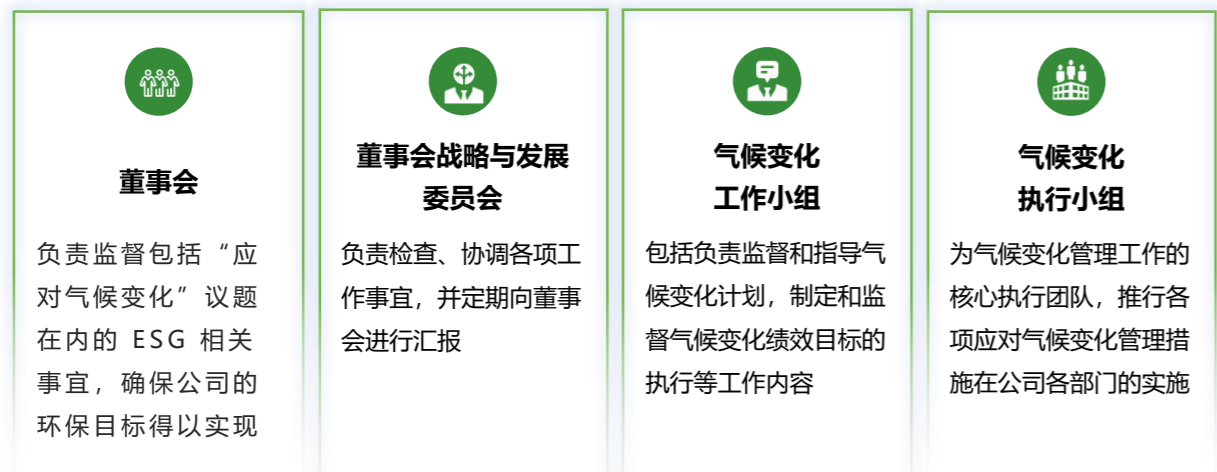 董事会
负责监督包括“应
对气候变化”议题
在内的 ESG 相关
事宜，确保公司的
环保目标得以实现
董事会战略与发展
委员会
负责检查、协调各项工
作事宜，并定期向董事
会进行汇报
气候变化
工作小组
包括负责监督和指导气
候变化计划，制定和监
督气候变化绩效目标的
执行等工作内容
气候变化
执行小组
为气候变化管理工作的
核心执行团队，推行各
项应对气候变化管理措
施在公司各部门的实施